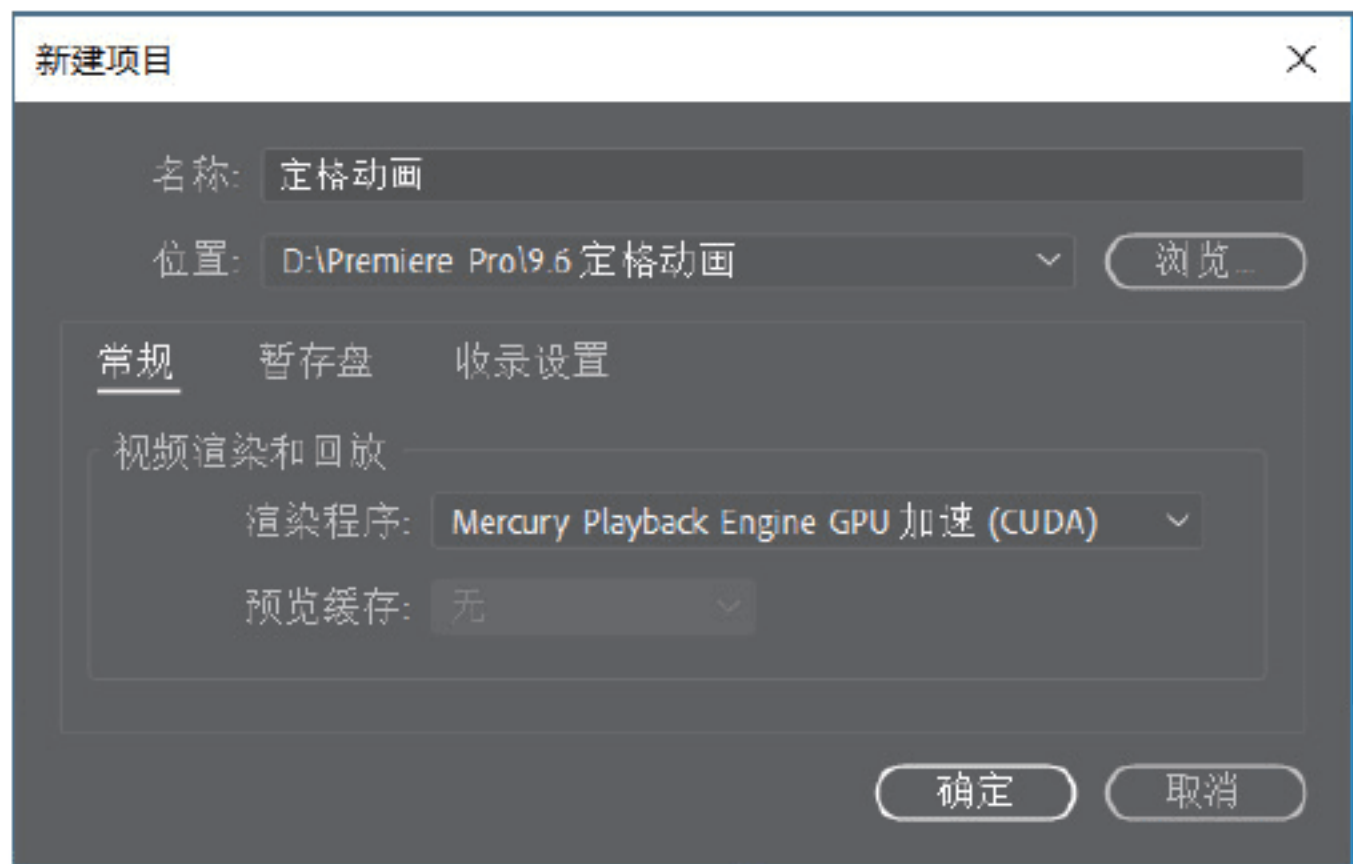 新建项目
名称: 定格动画
位置: D:\Premiere Pro\9.6 定格动画 浏览...
常规 暂存盘 收录设置
视频渲染和回放
渲染程序: Mercury Playback Engine GPU 加速 (CUDA)
预览缓存: 无
确定 取消